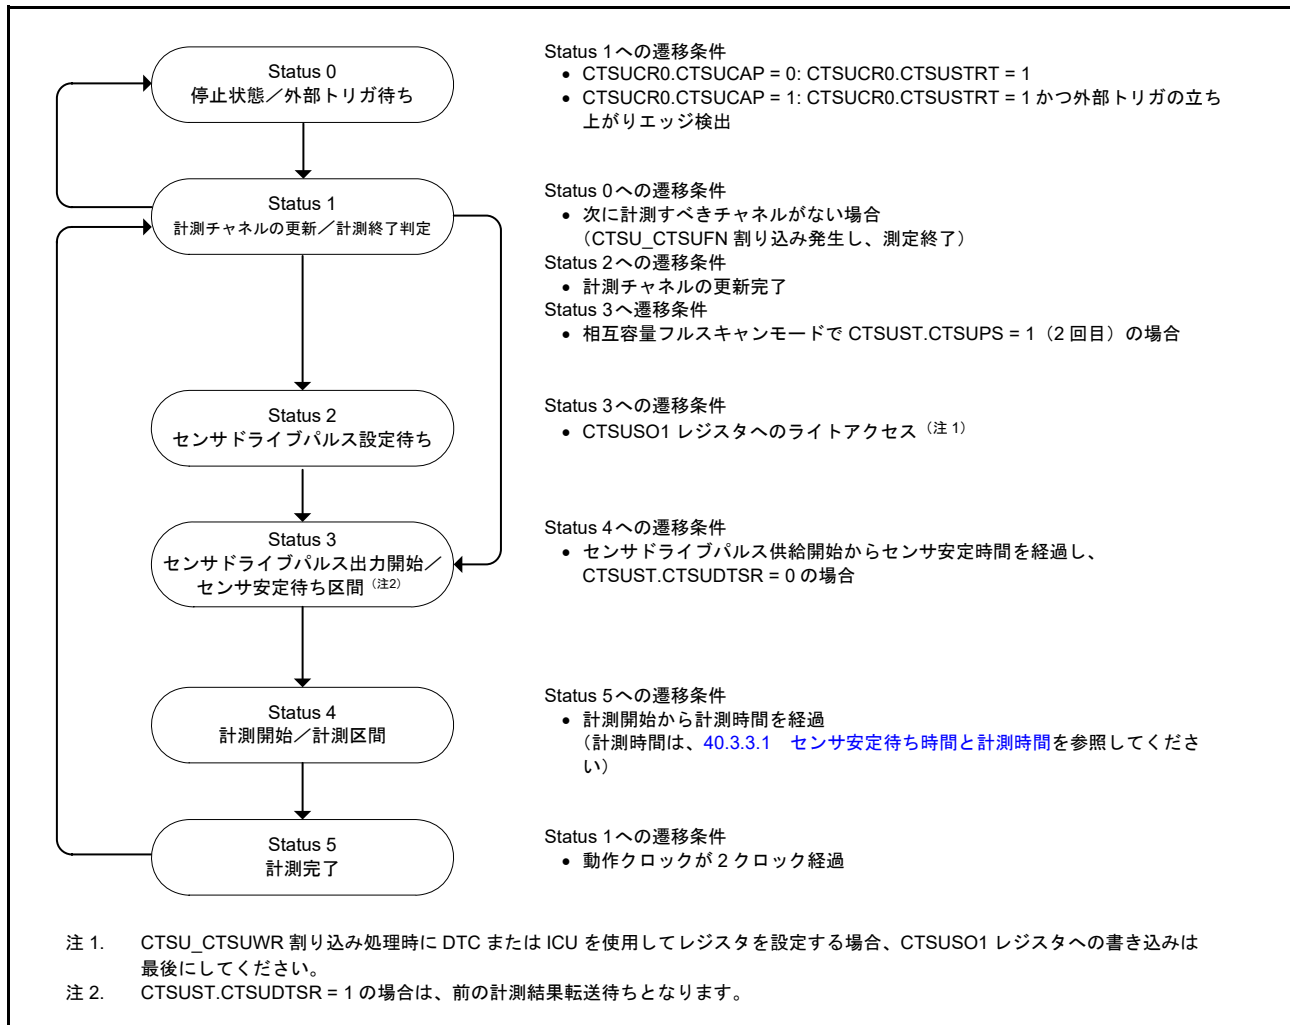 Status 0
停止状態／外部トリガ待ち
Status 1への遷移条件
• CTSUCR0.CTSUCAP = 0: CTSUCR0.CTSUSTRT = 1
• CTSUCR0.CTSUCAP = 1: CTSUCR0.CTSUSTRT = 1 かつ外部トリガの立ち
上がりエッジ検出
Status 1
計測チャネルの更新／計測終了判定
Status 0への遷移条件
• 次に計測すべきチャネルがない場合
（CTSU_CTSUFN 割り込み発生し、測定終了）
Status 2への遷移条件
• 計測チャネルの更新完了
Status 3へ遷移条件
• 相互容量フルスキャンモードで CTSUST.CTSUPS = 1（2 回目）の場合
Status 2
センサドライブパルス設定待ち
Status 3への遷移条件
• CTSUSO1 レジスタへのライトアクセス（注 1）
Status 3
センサドライブパルス出力開始／
センサ安定待ち区間（注2）
Status 4への遷移条件
• センサドライブパルス供給開始からセンサ安定時間を経過し、
CTSUST.CTSUDTSR = 0 の場合
Status 4
計測開始／計測区間
Status 5への遷移条件
• 計測開始から計測時間を経過
（計測時間は、40.3.3.1　センサ安定待ち時間と計測時間を参照してくださ
い）
Status 5
計測完了
Status 1への遷移条件
• 動作クロックが 2 クロック経過
注 1. CTSU_CTSUWR 割り込み処理時に DTC または ICU を使用してレジスタを設定する場合、CTSUSO1 レジスタへの書き込みは
最後にしてください。
注 2. CTSUST.CTSUDTSR = 1 の場合は、前の計測結果転送待ちとなります。